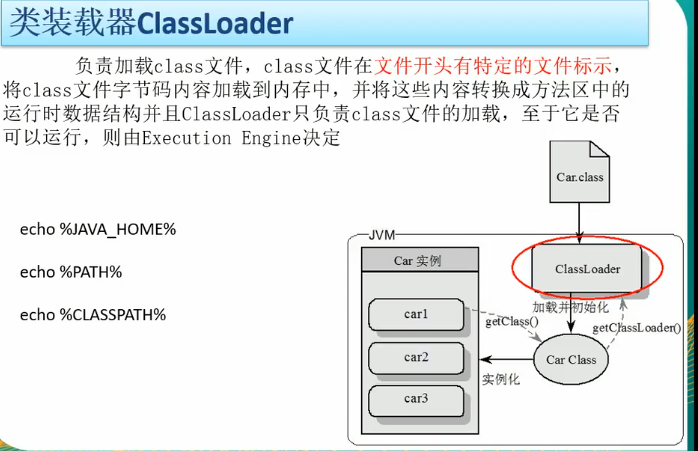 类装载器ClassLoader
负责加载class文件，class文件在文件开头有特定的文件标示，
将class文件字节码内容加载到内存中，并将这些内容转换成方法区中的
运行时数据结构并且ClassLoader只负责class文件的加载，至于它是否
可以运行，则由Execution Engine决定
echo %JAVA_HOME%
echo %PATH%
echo %CLASSPATH%
Car.class
JVM
Car 实例
ClassLoader
加载并初始化
car1
getClass()
getClassLoader()
car2
Car Class
实例化
car3